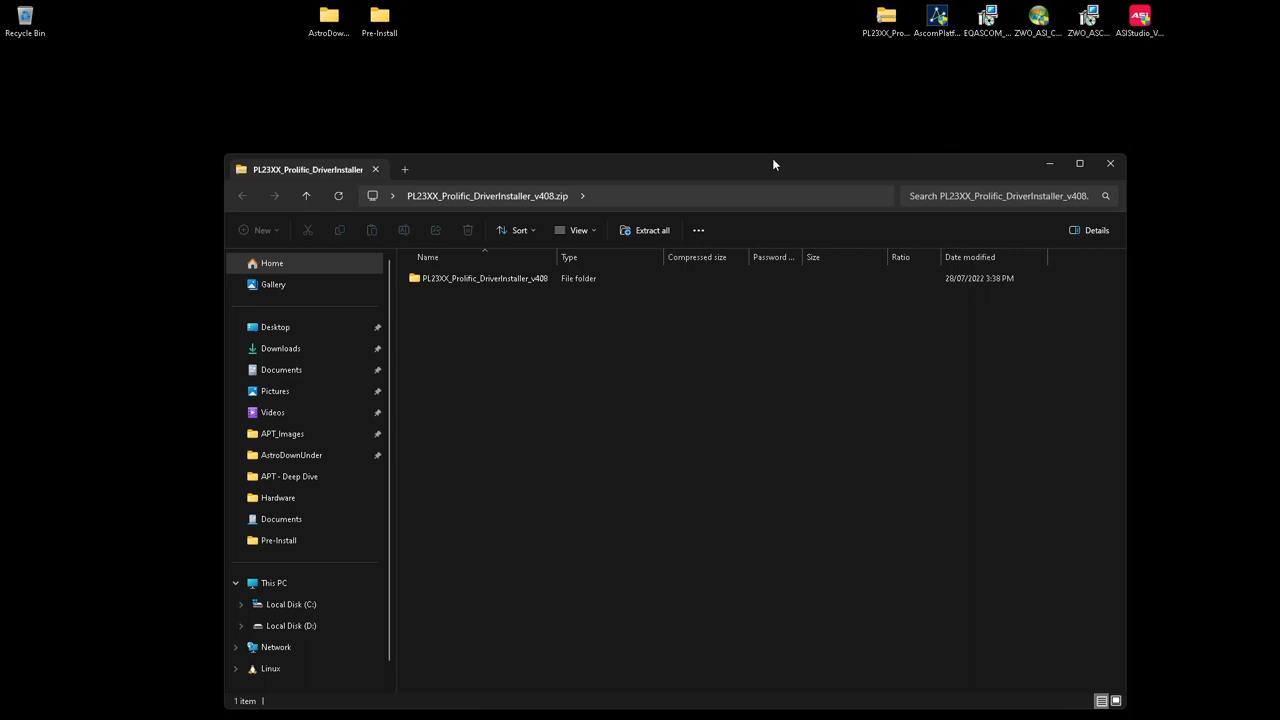 Recycle Bin
AstroDow...
Pre-Install
PL23XX_Pro...
AscomPlatf...
EQASCOM_...
ZWO_ASI_C...
ZWO_ASC...
ASIStudio_V...
ASI
PL23XX_Prolific_DriverInstaller
PL23XX_Prolific_DriverInstaller_v408.zip
Search PL23XX_Prolific_DriverInstaller_v408.
New
Sort
View
Extract all
Details
Name
Type
Compressed size
Password ...
Size
Ratio
Date modified
PL23XX_Prolific_DriverInstaller_v408
File folder
28/07/2022 3:38 PM
Home
Gallery
Desktop
Downloads
Documents
Pictures
Videos
APT_Images
AstroDownUnder
APT - Deep Dive
Hardware
Documents
Pre-Install
This PC
Local Disk (C:)
Local Disk (D:)
Network
Linux
1 item